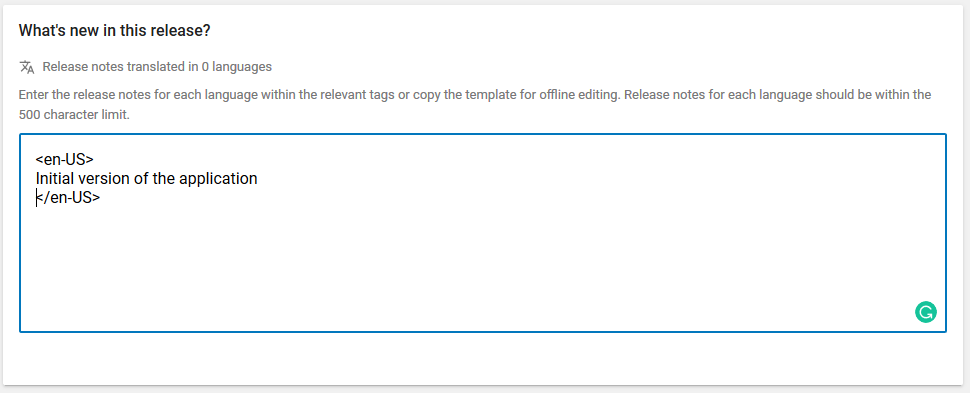 What's new in this release?
Release notes translated in 0 languages
Enter the release notes for each language within the relevant tags or copy the template for offline editing. Release notes for each language should be within the
500 character limit.
<en-US>
Initial version of the application
</en-US>